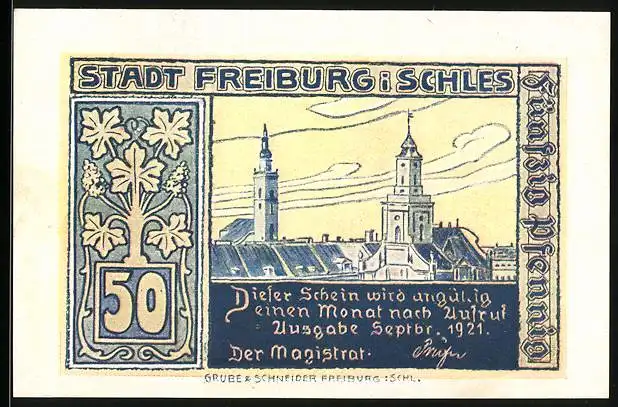 STADT FREIBURG i SCHLES
Fünfzig Pfennig
50
Dieser Schein wird ungültig
einen Monat nach Aufruf
Ausgabe Septbr. 1921.
Der Magistrat.
GRUBE & SCHNEIDER FREIBURG i SCHL.